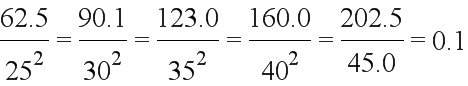 62.5/25² = 90.1/30² = 123.0/35² = 160.0/40² = 202.5/45.0 = 0.1